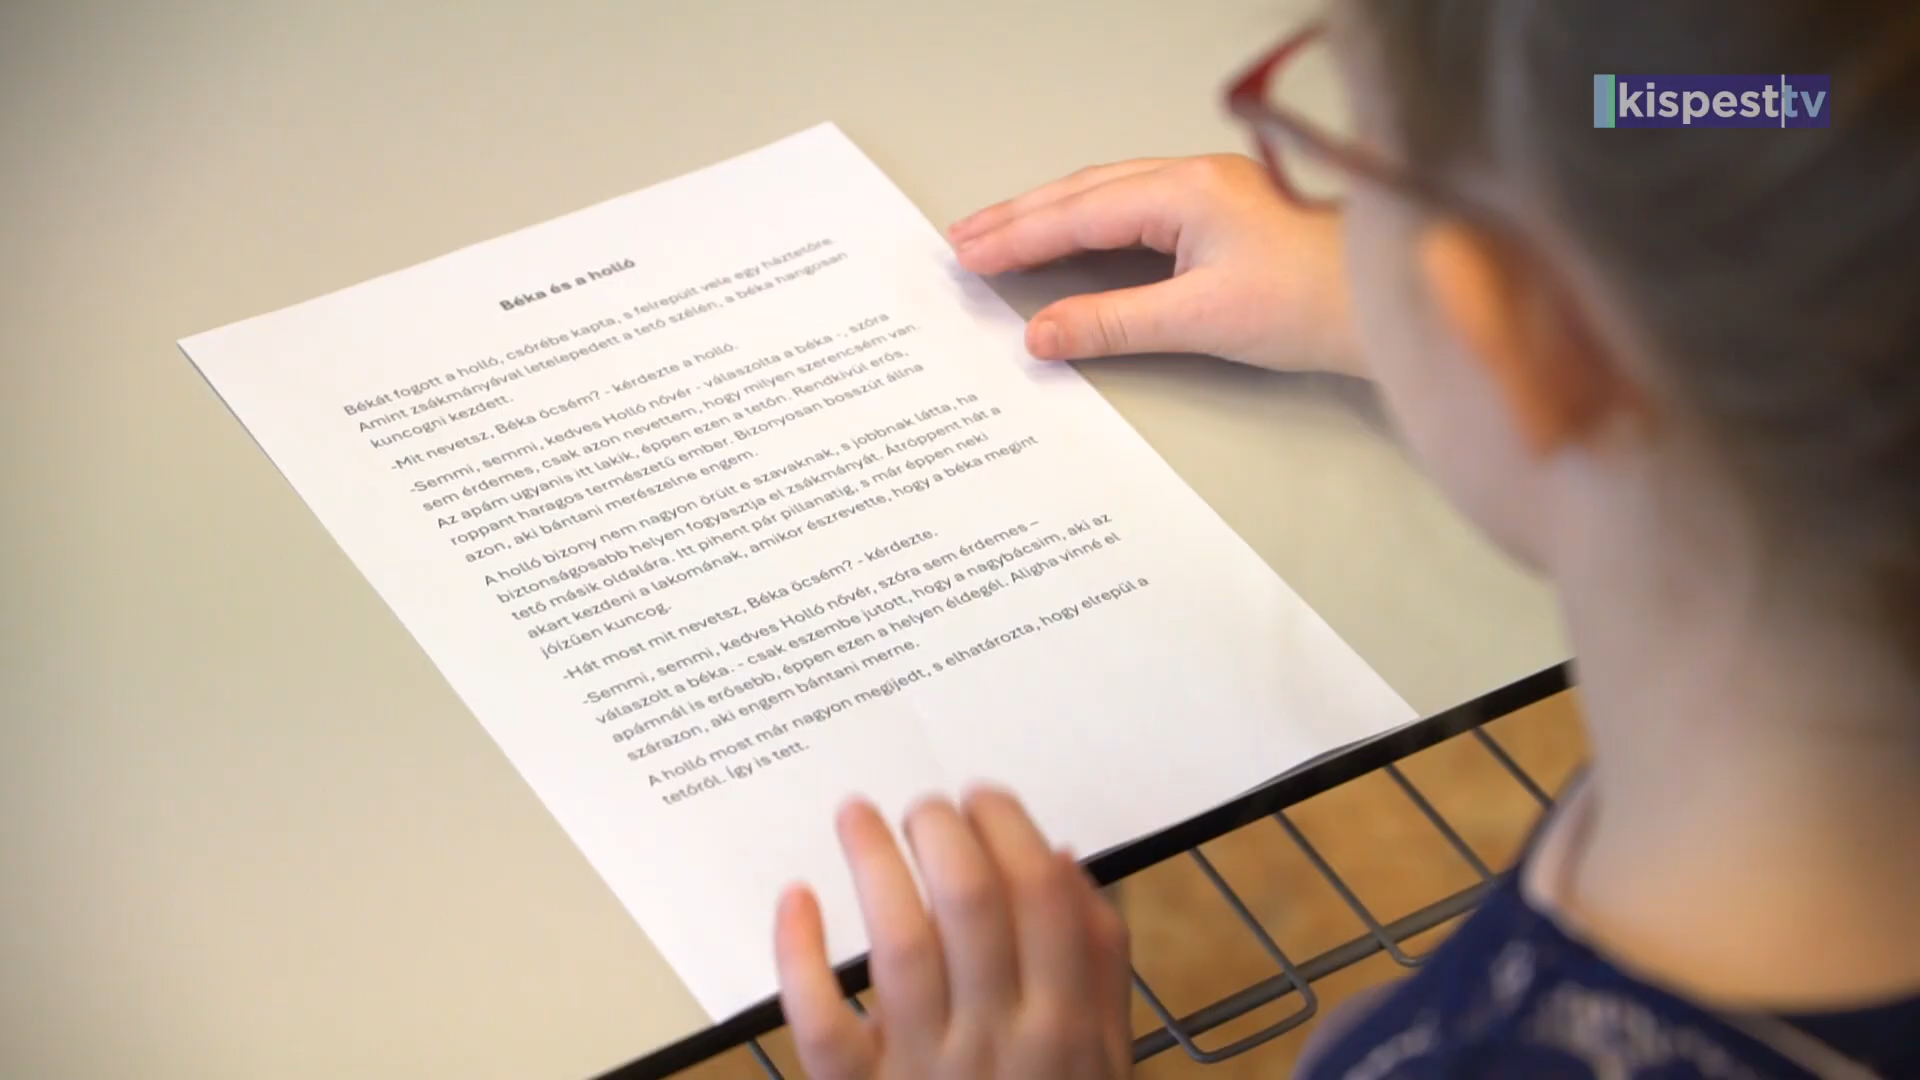 kispest tv
Béka és a holló
Békát fogott a holló, csőrébe kapta, s felrepült vele egy háztetőre.
Amint zsákmányával letelepedett a tető szélén, a béka hangosan
kuncogni kezdett.
-Mit nevetsz, Béka öcsém? - kérdezte a holló.
-Semmi, semmi, kedves Holló nővér - válaszolta a béka -, szóra
sem érdemes, csak azon nevettem, hogy milyen szerencsém van.
Az apám ugyanis itt lakik, éppen ezen a tetőn. Rendkívül erős,
roppant haragos természetű ember. Bizonyosan bosszút állna
azon, aki bántani merészelne engem.
A holló bizony nem nagyon örült e szavaknak, s jobbnak látta, ha
biztonságosabb helyen fogyasztja el zsákmányát. Átröppent hát a
tető másik oldalára. Itt pihent pár pillanatig, s már éppen neki
akart kezdeni a lakomának, amikor észrevette, hogy a béka megint
jóízűen kuncog.
-Hát most mit nevetsz, Béka öcsém? - kérdezte.
-Semmi, semmi, kedves Holló nővér, szóra sem érdemes –
válaszolt a béka. - csak eszembe jutott, hogy a nagybácsim, aki az
apámnál is erősebb, éppen ezen a helyen éldegél. Aligha vinné el
szárazon, aki engem bántani merne.
A holló most már nagyon megijedt, s elhatározta, hogy elrepül a
tetőről. Így is tett.